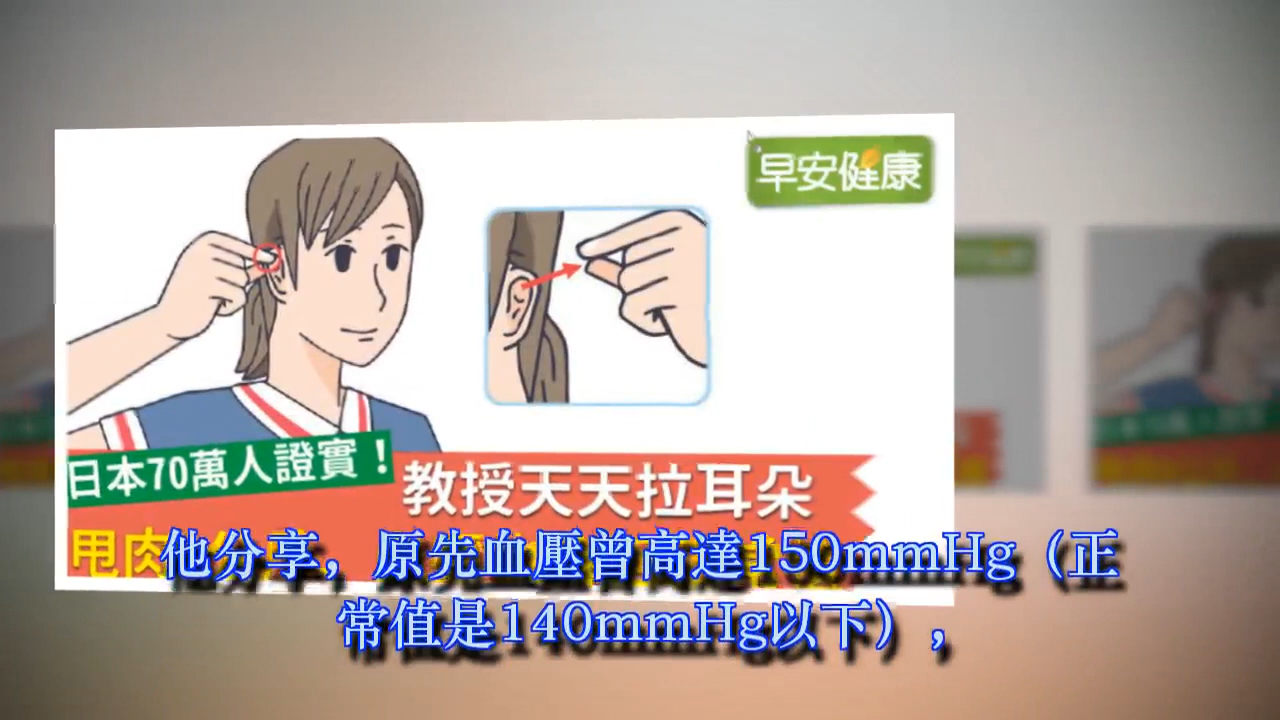 早安健康
日本70萬人證實！
教授天天拉耳朵
甩肉
他分享，原先血壓曾高達150mmHg（正
常值是140mmHg以下），